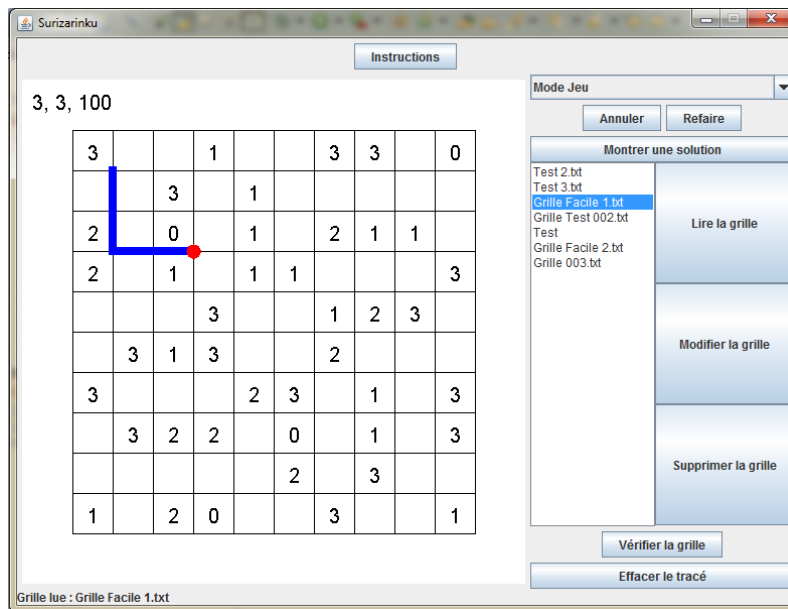 Surizarinku
Instructions
3, 3, 100
3 1 3 3 0
3 1
2 0 1 2 1 1
2 1 1 1 3
3 1 2 3
3 1 3 2
3 2 3 1 3
3 2 2 0 1 3
2 3
1 2 0 3 1
Mode Jeu
Annuler Refaire
Montrer une solution
Test 2.txt
Test 3.txt
Grille Facile 1.txt
Grille Test 002.txt
Test
Grille Facile 2.txt
Grille 003.txt
Lire la grille
Modifier la grille
Supprimer la grille
Vérifier la grille
Effacer le tracé
Grille lue : Grille Facile 1.txt